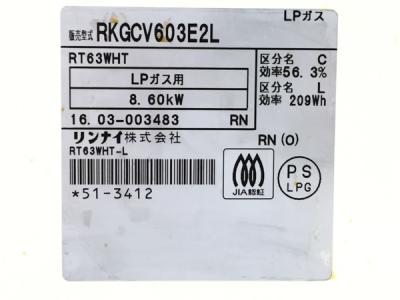 LPガス
販売型式 RKGCV603E2L
RT63WHT
LPガス用
8.60kW
区分名 C
効率56.3%
区分名 L
効率 209Wh
16.03-003483 RN
リンナイ株式会社
RN(O)
RT63WHT-L
*51-3412
JIA認証
PS
LPG